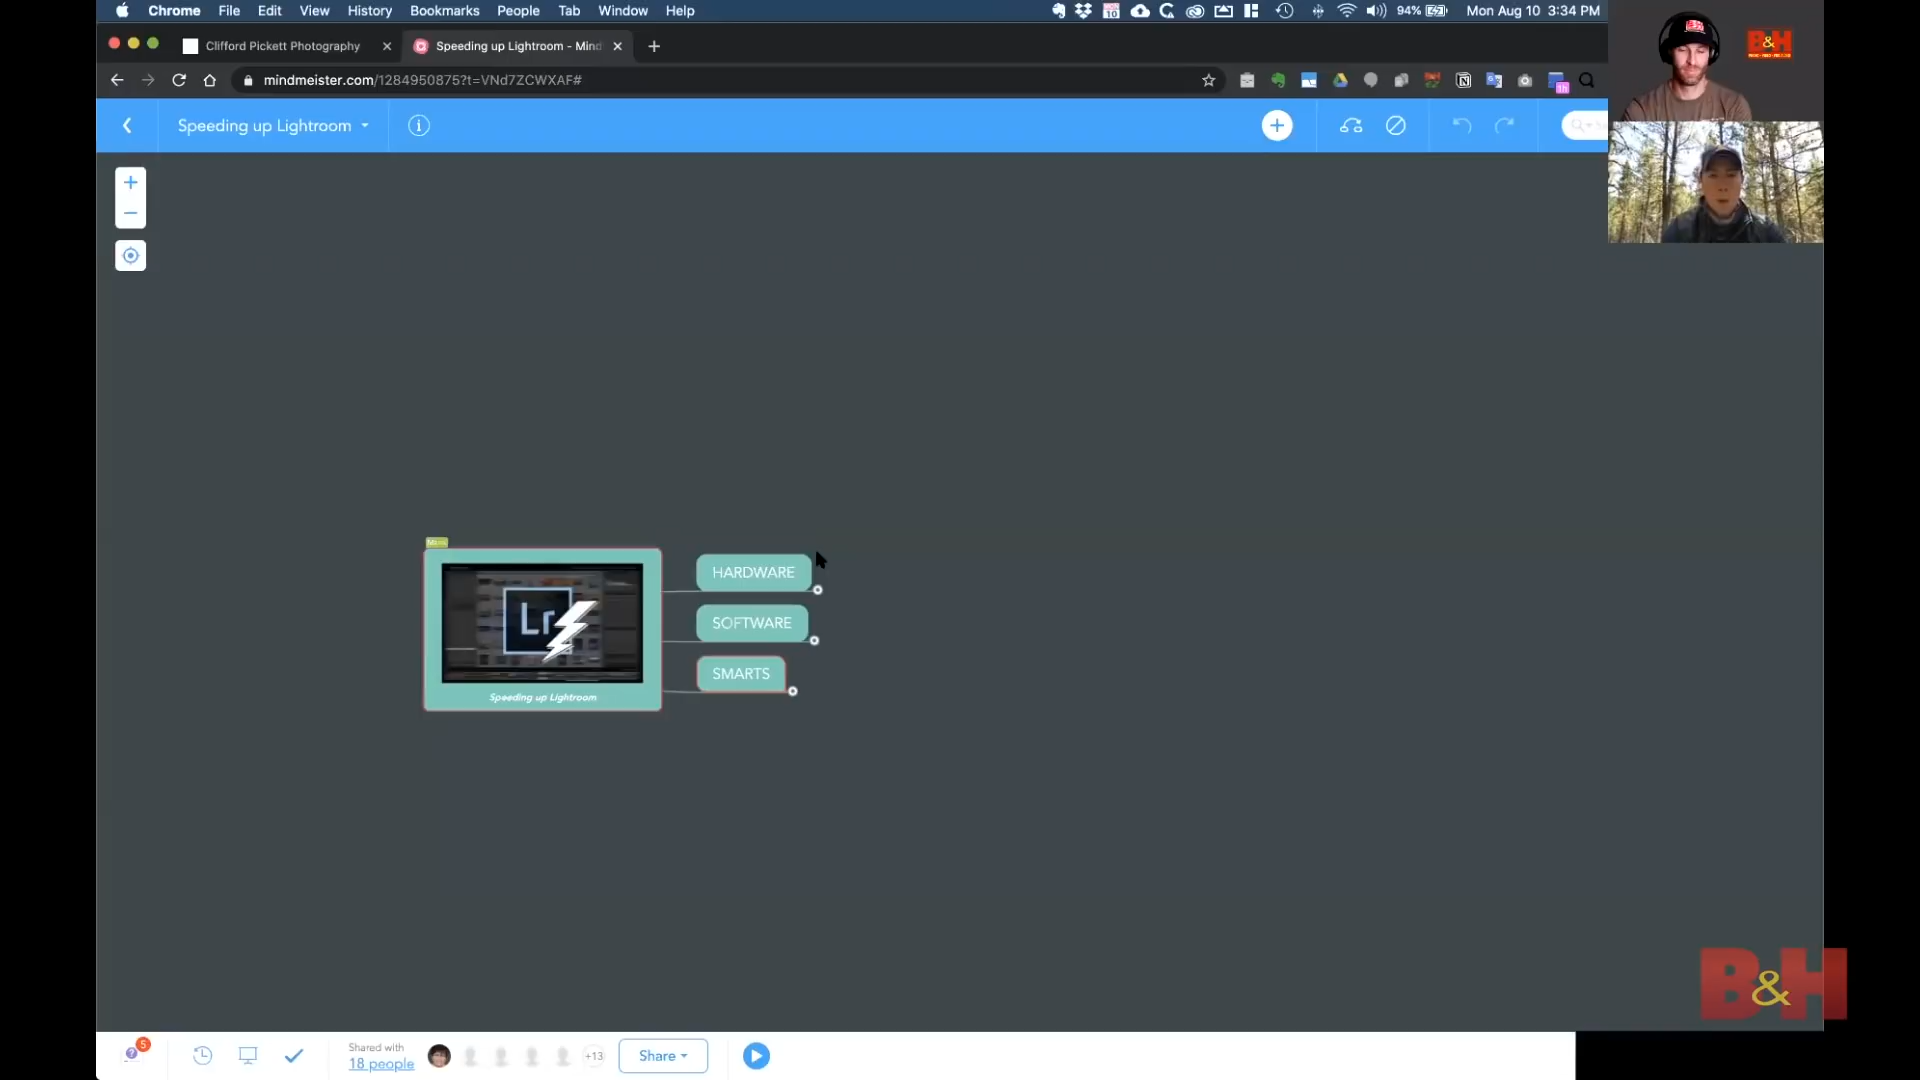 Chrome File Edit View History Bookmarks People Tab Window Help
94% Mon Aug 10 3:34 PM
Clifford Pickett Photography
Speeding up Lightroom - Mind
mindmeister.com/1284950875?t=VNd7ZCWXAF#
Speeding up Lightroom
B&H
HARDWARE
SOFTWARE
SMARTS
Lr
Speeding up Lightroom
B&H
5
Shared with
18 people
+13
Share